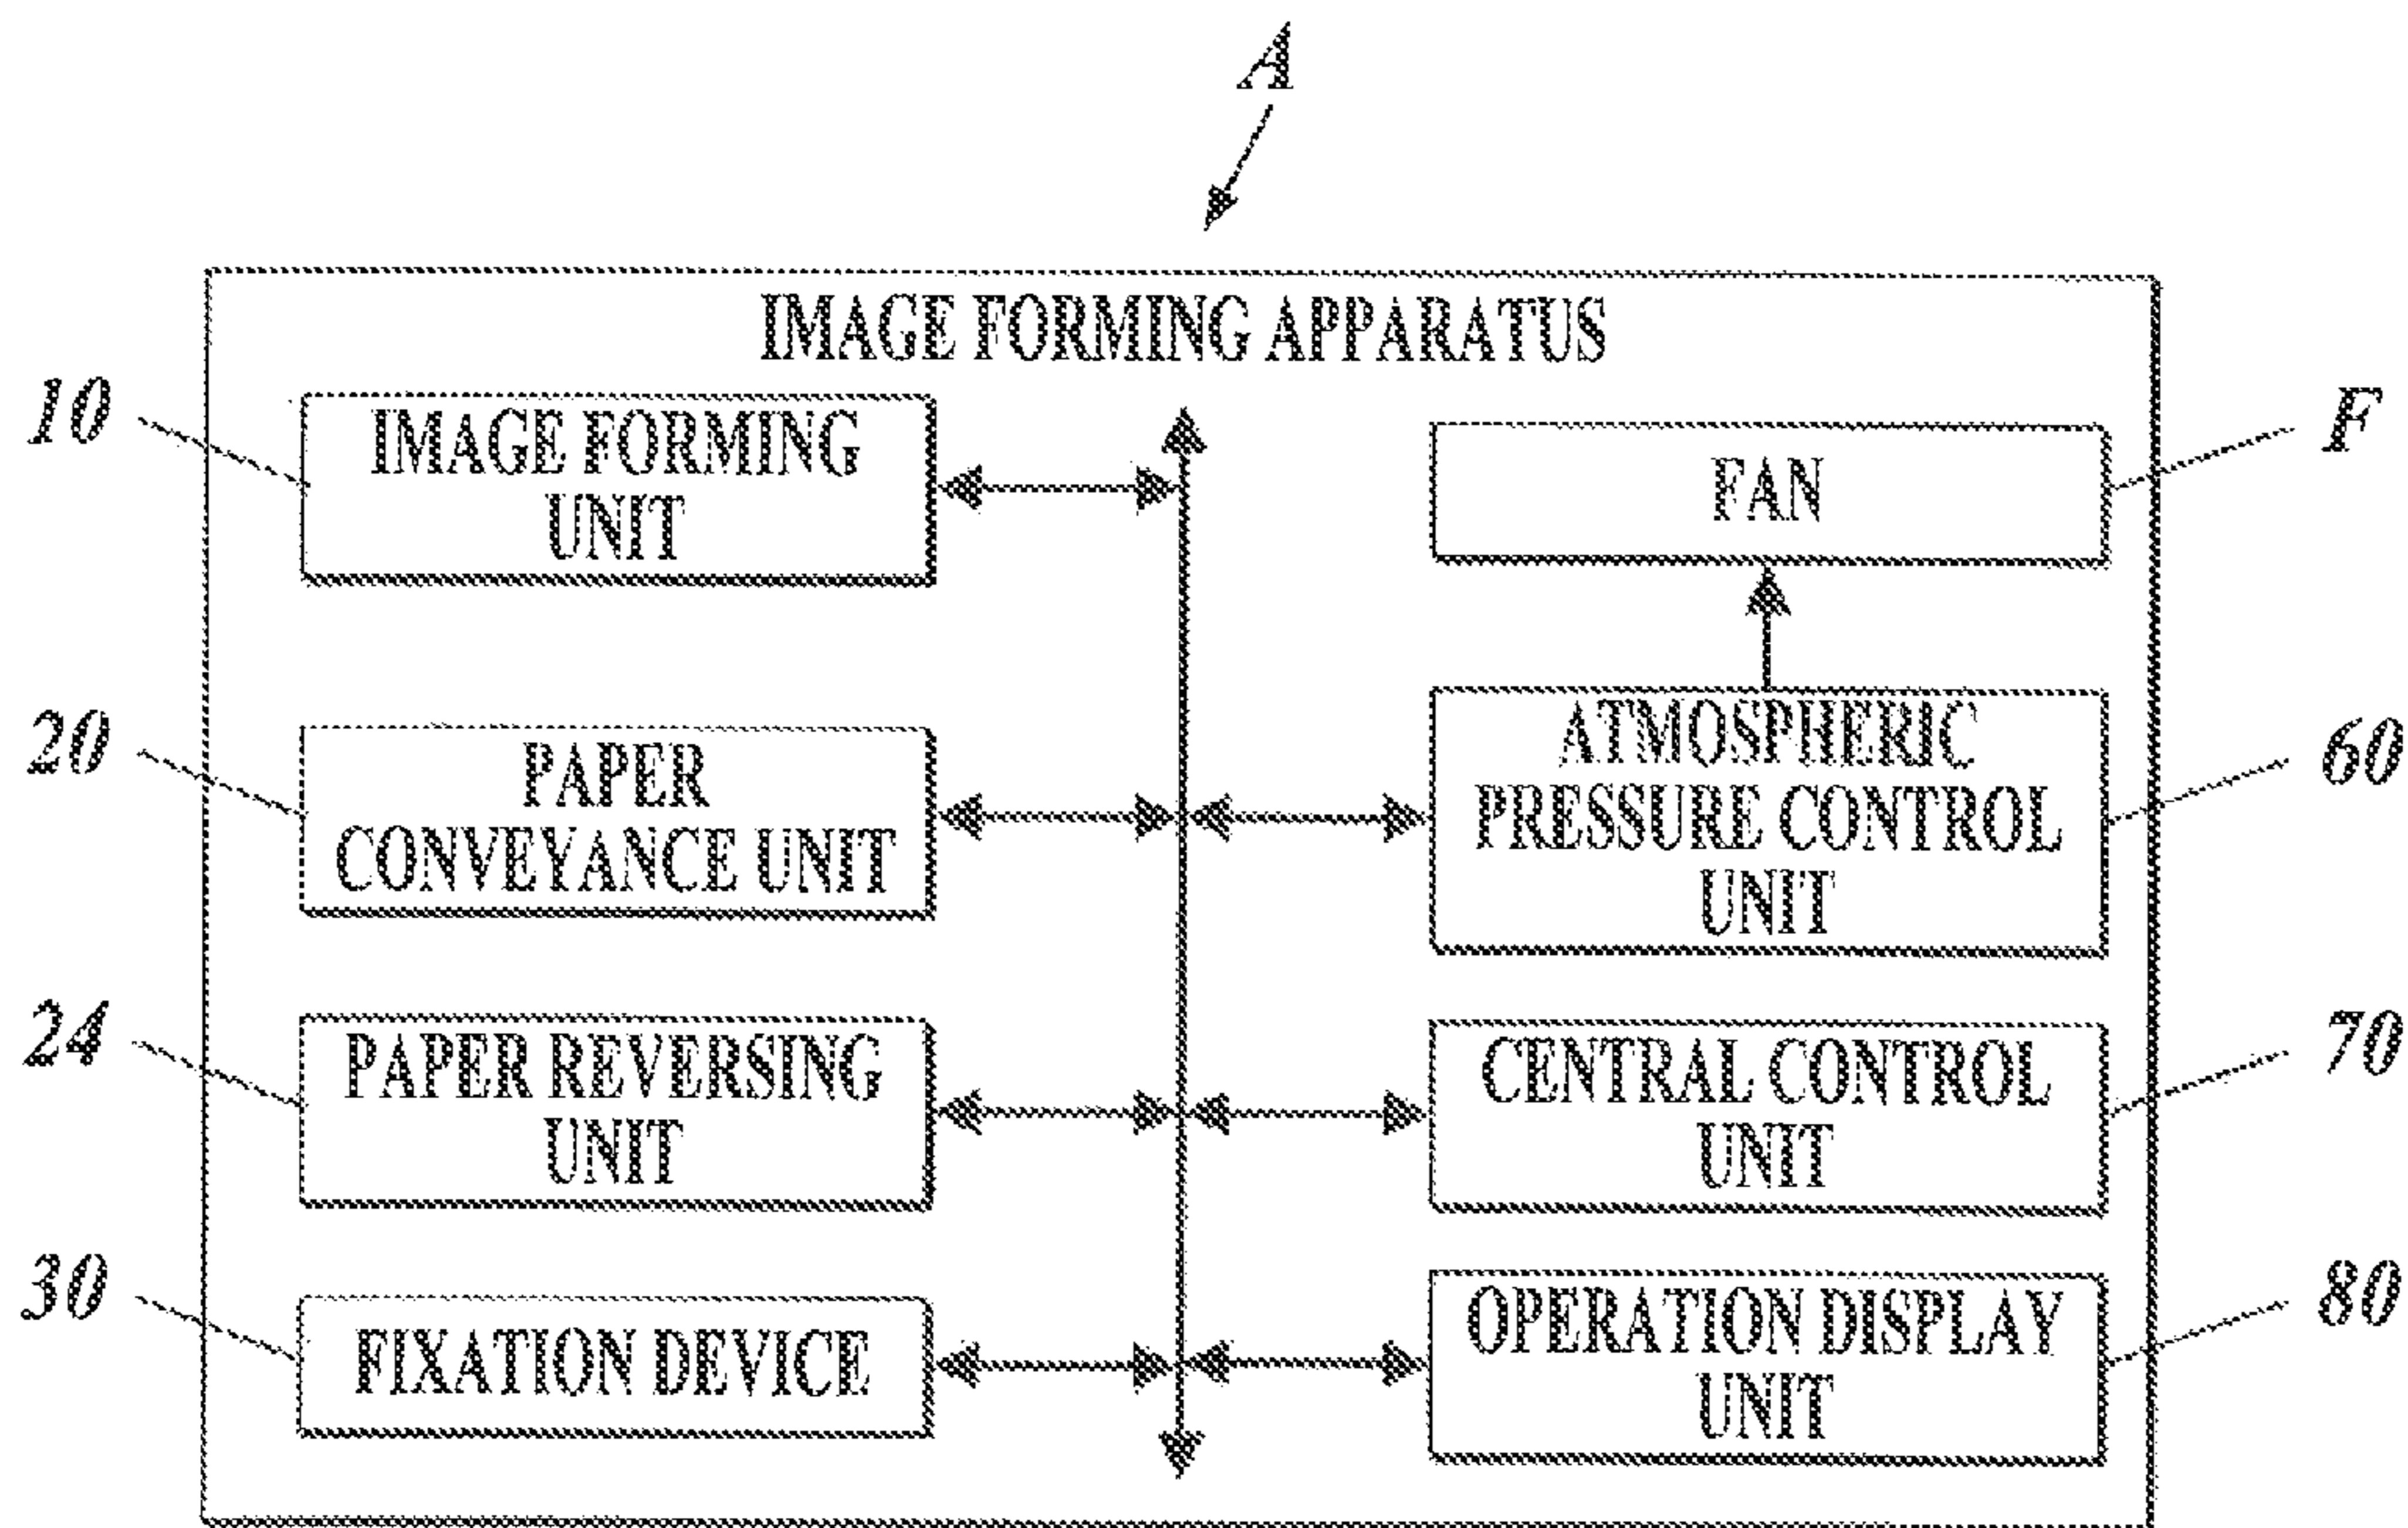 A
IMAGE FORMING APPARATUS
10
IMAGE FORMING
UNIT
FAN
F
20
PAPER
CONVEYANCE UNIT
ATMOSPHERIC
PRESSURE CONTROL
UNIT
60
24
PAPER REVERSING
UNIT
CENTRAL CONTROL
UNIT
70
30
FIXATION DEVICE
OPERATION DISPLAY
UNIT
80